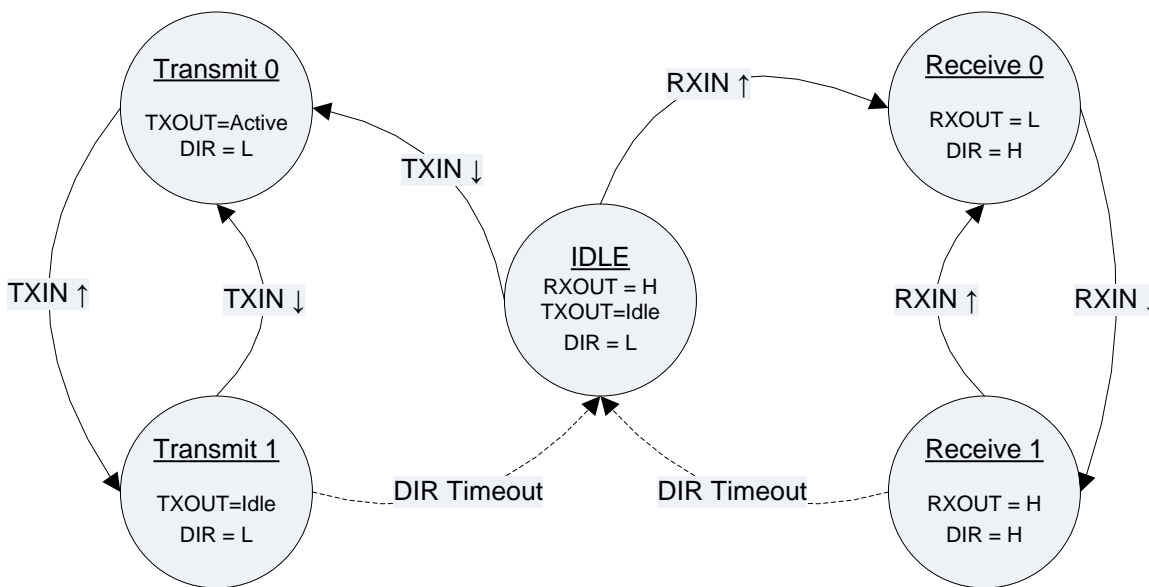 Transmit 0
TXOUT=Active
DIR = L
Receive 0
RXOUT = L
DIR = H
RXIN ↑
TXIN ↓
IDLE
RXOUT = H
TXOUT=Idle
DIR = L
TXIN ↑
TXIN ↓
RXIN ↑
RXIN ↓
Transmit 1
TXOUT=Idle
DIR = L
DIR Timeout
DIR Timeout
Receive 1
RXOUT = H
DIR = H